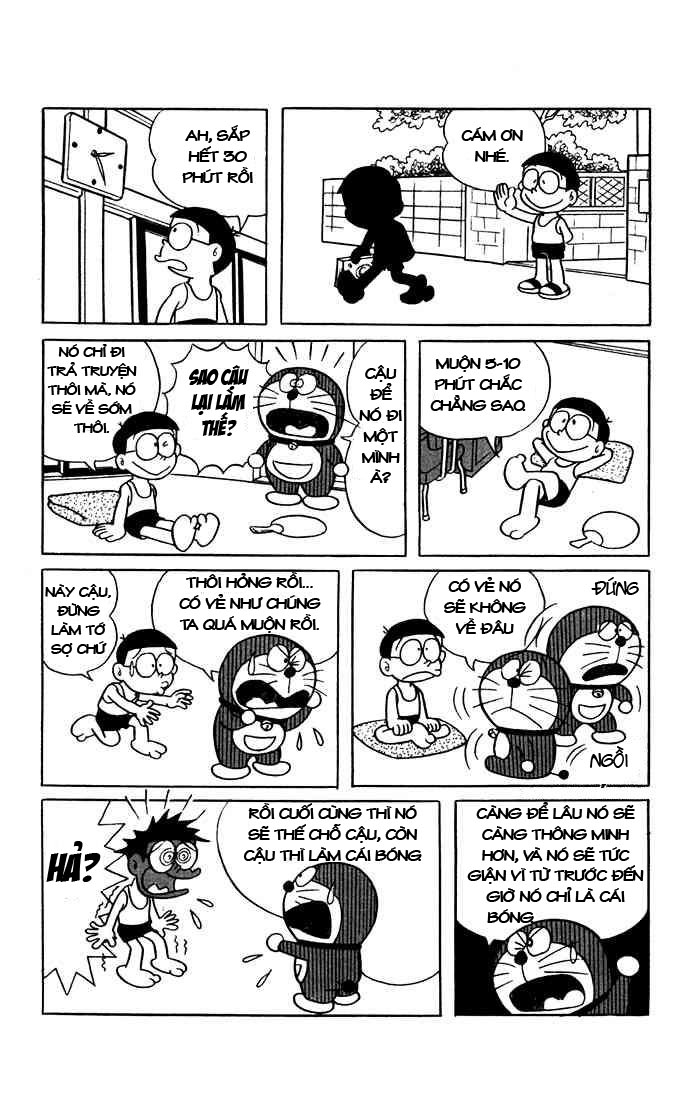 AH, SẮP
HẾT 30
PHÚT RỒI
CÁM ƠN
NHÉ.
NÓ CHỈ ĐI
TRẢ TRUYỆN
THÔI MÀ, NÓ
SẼ VỀ SỚM
THÔI.
SAO CẬU
LẠI LÀM
THẾ?
CẬU
ĐỂ
NÓ ĐI
MỘT
MÌNH
À?
MUỘN 5-10
PHÚT CHẮC
CHẲNG SAO.
NÀY CẬU,
ĐỪNG
LÀM TỚ
SỢ CHỨ
THÔI HỎNG RỒI...
CÓ VẺ NHƯ CHÚNG
TA QUÁ MUỘN RỒI.
CÓ VẺ NÓ
SẼ KHÔNG
VỀ ĐÂU
ĐỨNG
NGỒI
HẢ?
RỒI CUỐI CÙNG THÌ NÓ
SẼ THẾ CHỖ CẬU, CÒN
CẬU THÌ LÀM CÁI BÓNG
CÀNG ĐỂ LÂU NÓ SẼ
CÀNG THÔNG MINH
HƠN, VÀ NÓ SẼ TỨC
GIẬN VÌ TỪ TRƯỚC ĐẾN
GIỜ NÓ CHỈ LÀ CÁI
BÓNG